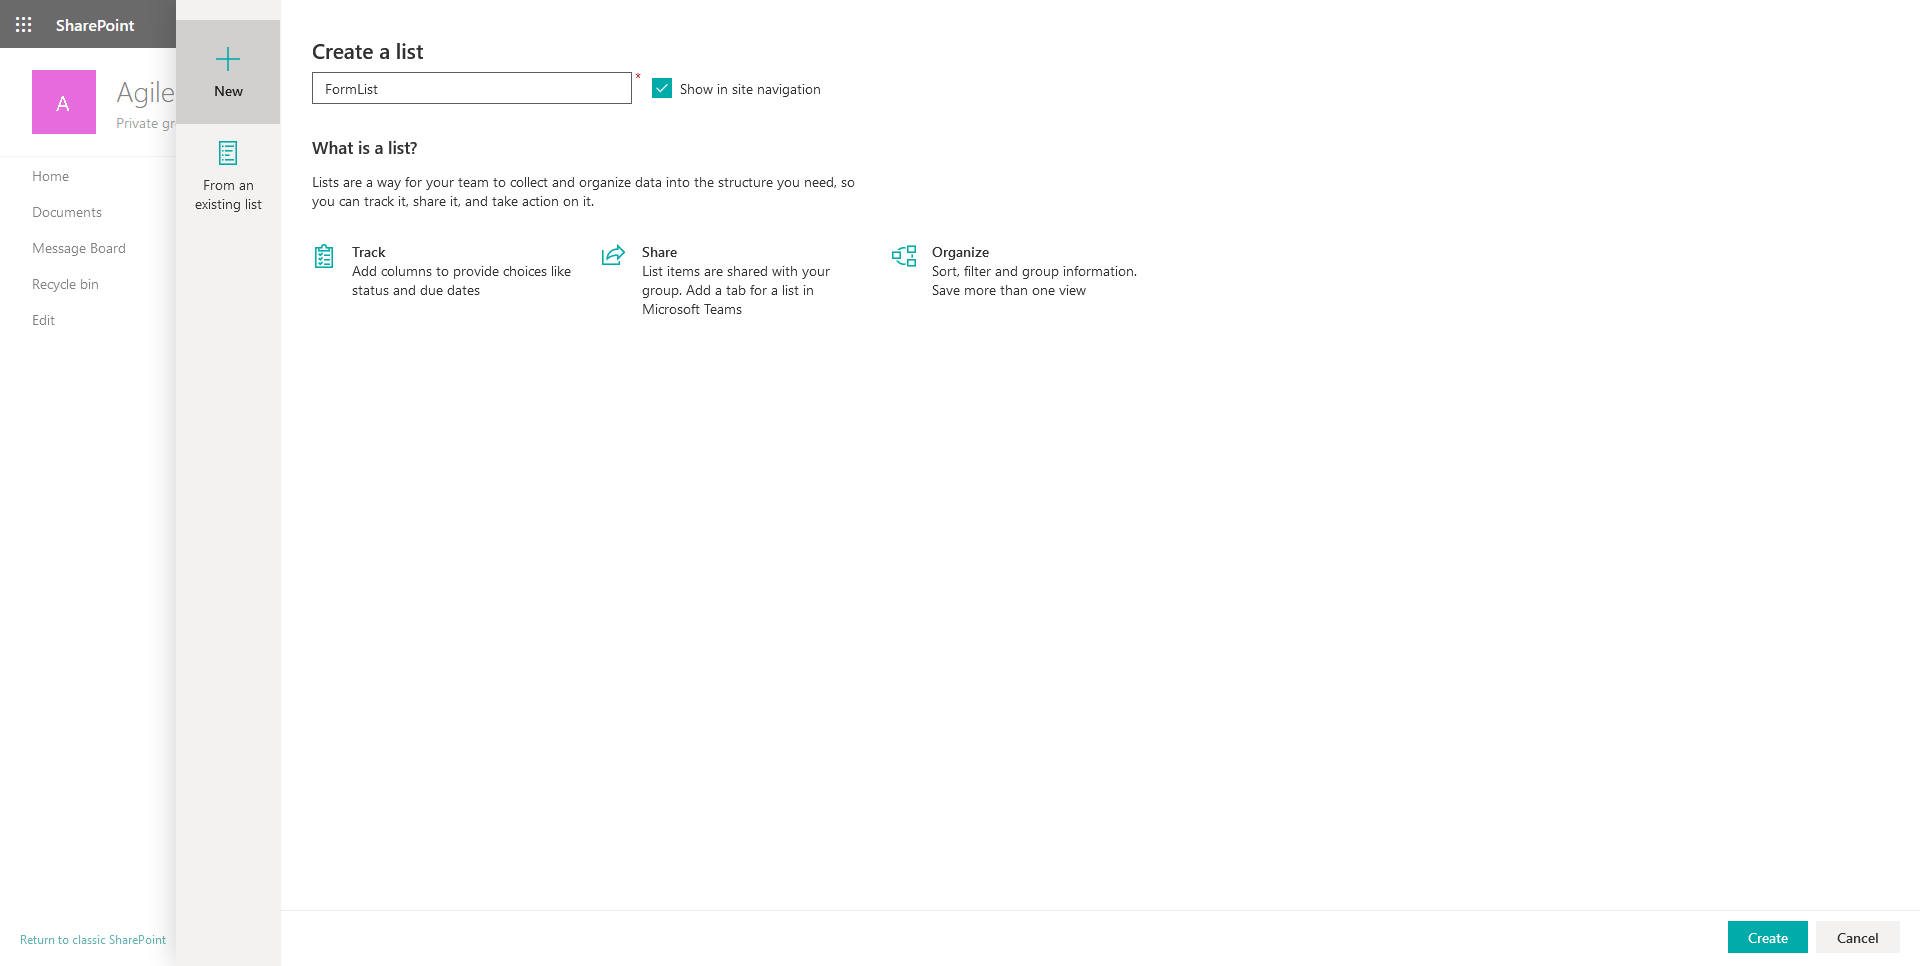 SharePoint
A
Agile
Private gr
Home
Documents
Message Board
Recycle bin
Edit
Return to classic SharePoint
New
From an
existing list
Create a list
FormList
*
Show in site navigation
What is a list?
Lists are a way for your team to collect and organize data into the structure you need, so
you can track it, share it, and take action on it.
Track
Add columns to provide choices like
status and due dates
Share
List items are shared with your
group. Add a tab for a list in
Microsoft Teams
Organize
Sort, filter and group information.
Save more than one view
Create
Cancel